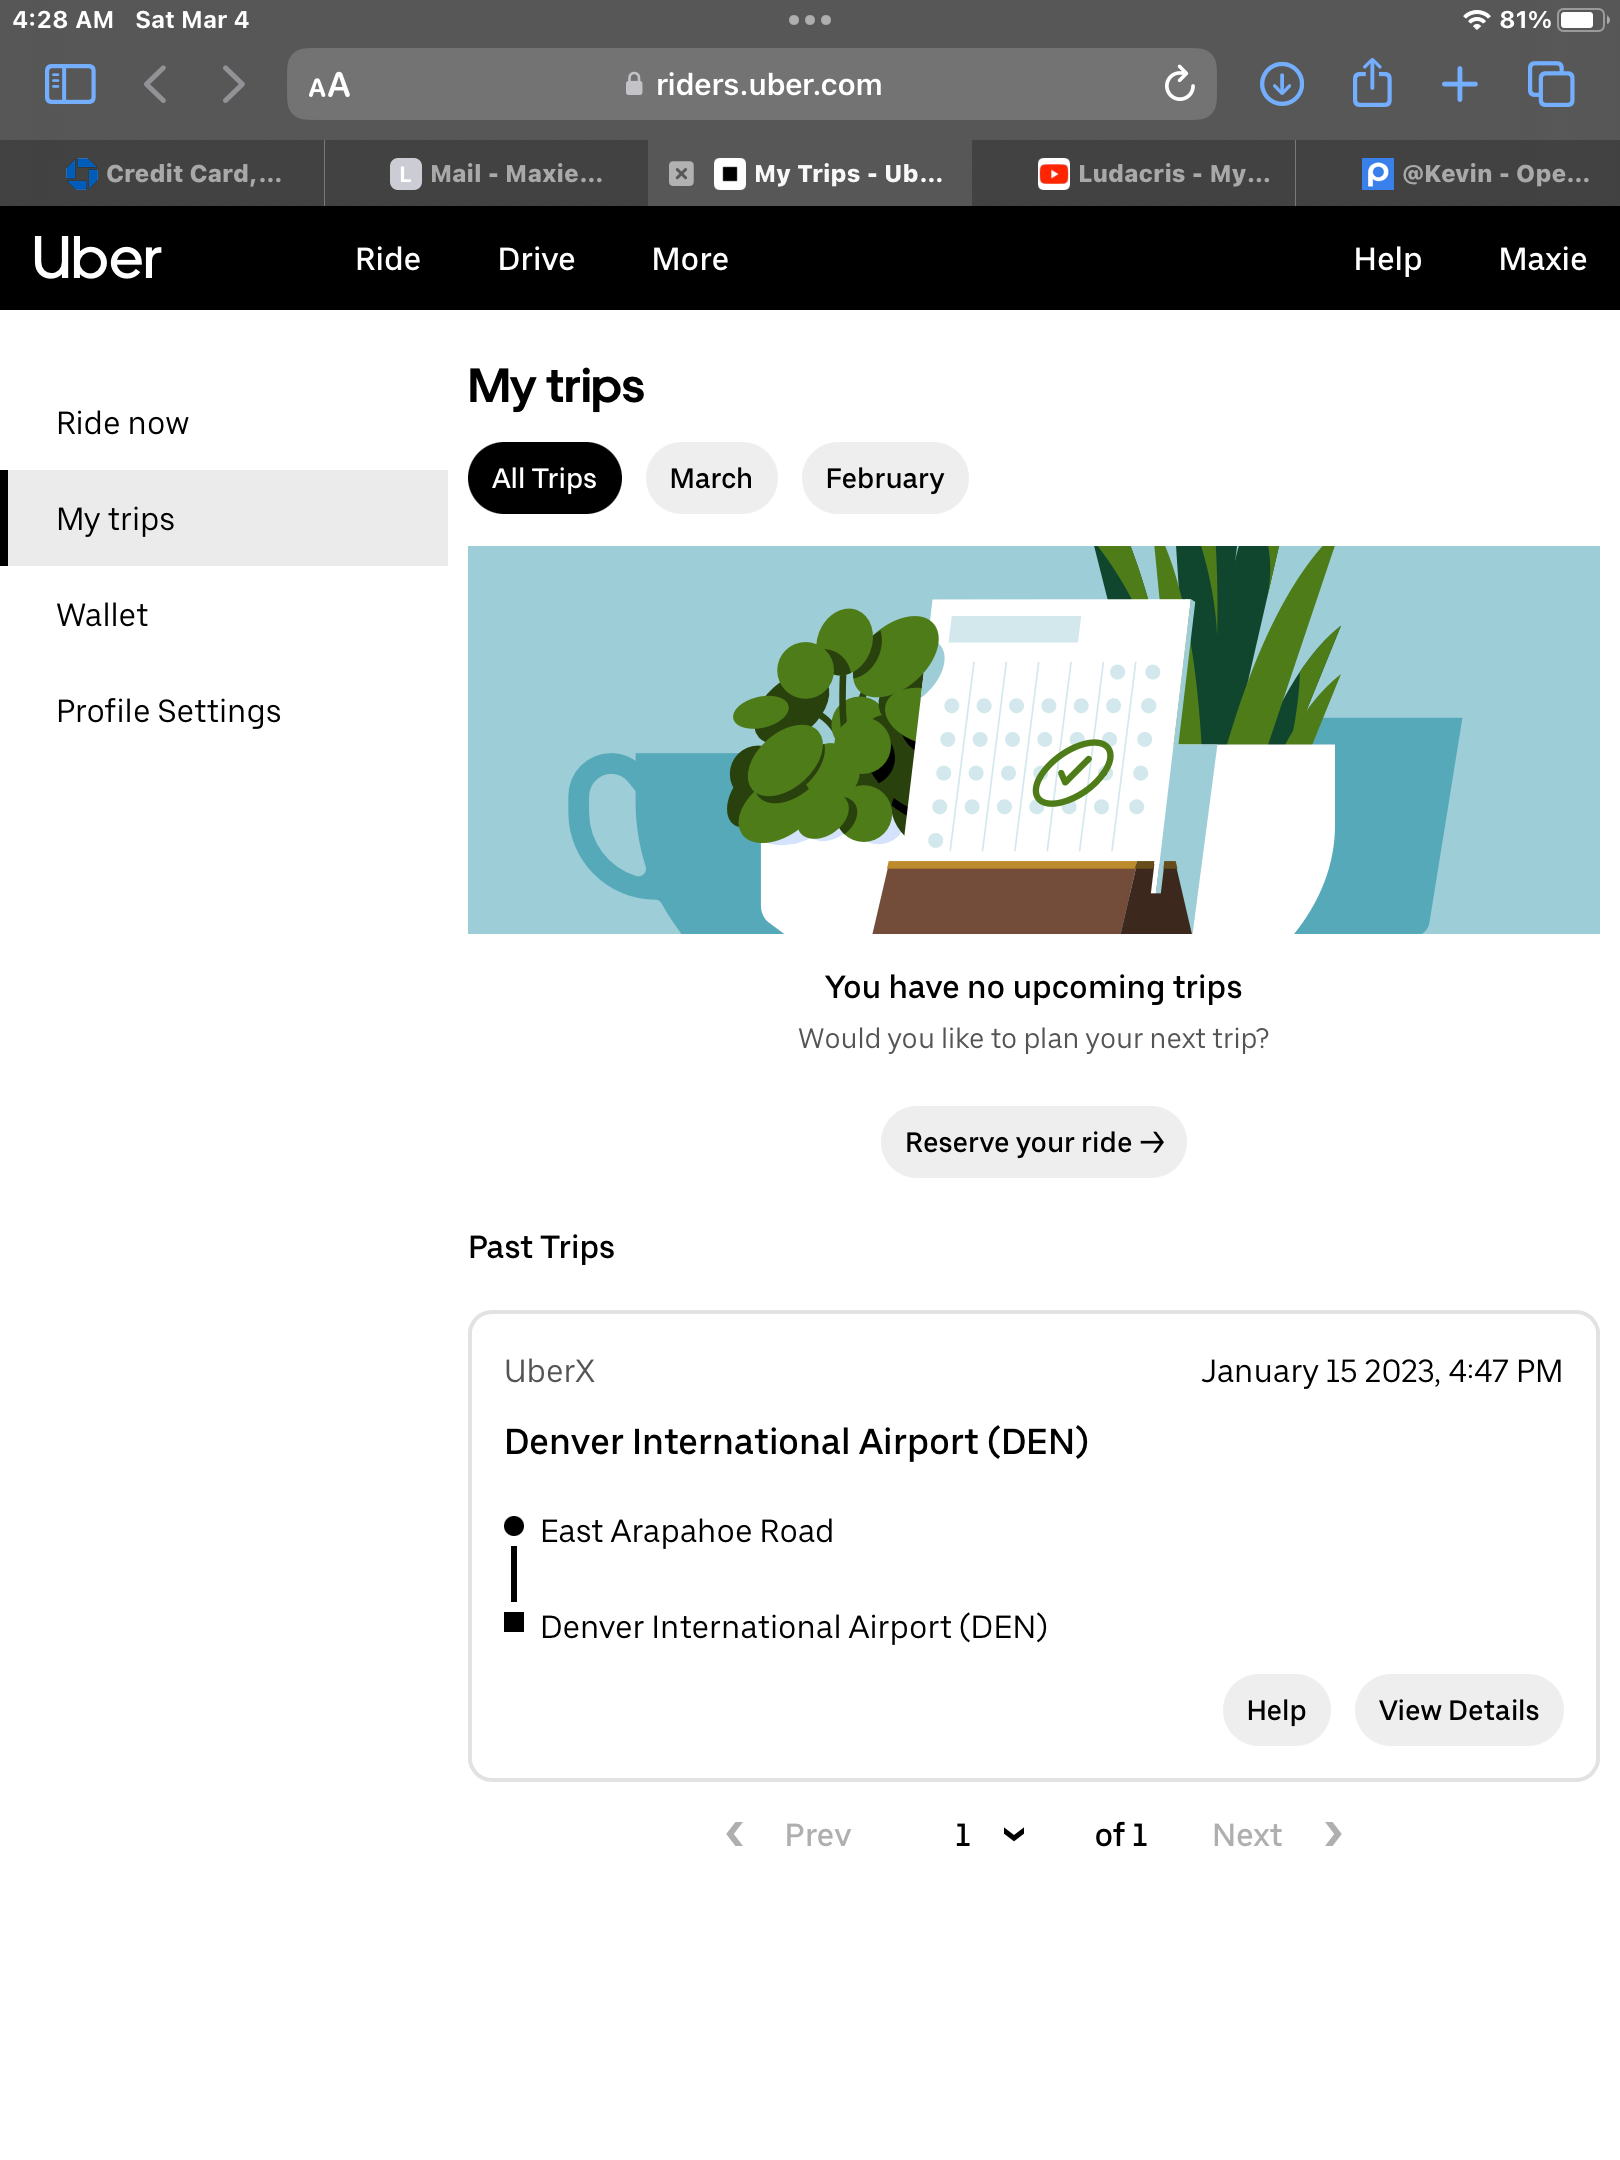 4:28 AM Sat Mar 4
81%
AA
riders.uber.com
Credit Card,...
L Mail - Maxie...
My Trips - Ub...
Ludacris - My...
@Kevin - Ope...
Uber
Ride
Drive
More
Help
Maxie
Ride now
My trips
Wallet
Profile Settings
My trips
All Trips
March
February
You have no upcoming trips
Would you like to plan your next trip?
Reserve your ride →
Past Trips
UberX
January 15 2023, 4:47 PM
Denver International Airport (DEN)
East Arapahoe Road
Denver International Airport (DEN)
Help
View Details
Prev
1
of 1
Next